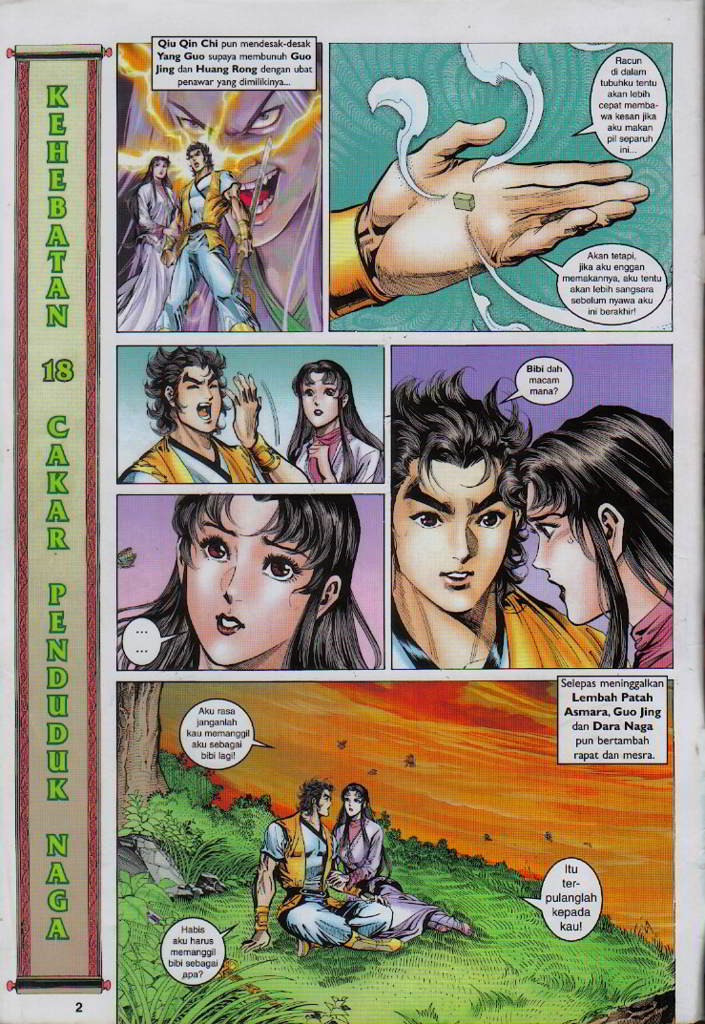 KEHEBATAN 18 CAKAR PENDUDUK NAGA
Qiu Qin Chi pun mendesak-desak
Yang Guo supaya membunuh Guo
Jing dan Huang Rong dengan ubat
penawar yang dimilikinya...
Racun
di dalam
tubuhku tentu
akan lebih
cepat memba-
wa kesan jika
aku makan
pil separuh
ini...
Akan tetapi,
jika aku enggan
memakannya, aku tentu
akan lebih sangsara
sebelum nyawa aku
ini berakhir!
Bibi dah
macam
mana?
...
...
Selepas meninggalkan
Lembah Patah
Asmara, Guo Jing
dan Dara Naga
pun bertambah
rapat dan mesra.
Aku rasa
janganlah
kau memanggil
aku sebagai
bibi lagi!
Habis
aku harus
memanggil
bibi sebagai
apa?
Itu
ter-
pulanglah
kepada
kau!
2